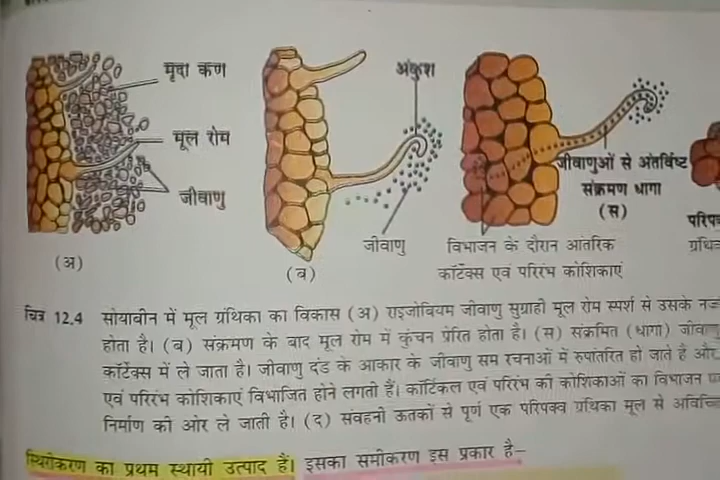 मृदा कण
मूल रोम
जीवाणु
(अ)
अंकुश
जीवाणु
(ब)
जीवाणुओं से अंतर्विष्ट
संक्रमण धागा
(स)
विभाजन के दौरान आंतरिक
कॉर्टेक्स एवं परिरंभ कोशिकाएं
चित्र 12.4 सोयाबीन में मूल ग्रंथिका का विकास (अ) राइजोबियम जीवाणु सुग्राही मूल रोम स्पर्श से उसके
होता है। (ब) संक्रमण के बाद मूल रोम में कुंचन प्रेरित होता है। (स) संक्रमित (धागा) जीवाणु
कॉर्टेक्स में ले जाता है। जीवाणु दंड के आकार के जीवाणु सम रचनाओं में रुपांतरित हो जाते है और
एवं परिरंभ कोशिकाएं विभाजित होने लगती हैं। कॉर्टिकल एवं परिरंभ की कोशिकाओं का विभाजन
निर्माण की ओर ले जाती है। (द) संवहनी ऊतकों से पूर्ण एक परिपक्व ग्रंथिका मूल से
स्थिरीकरण का प्रथम स्थायी उत्पाद हैं। इसका समीकरण इस प्रकार है–